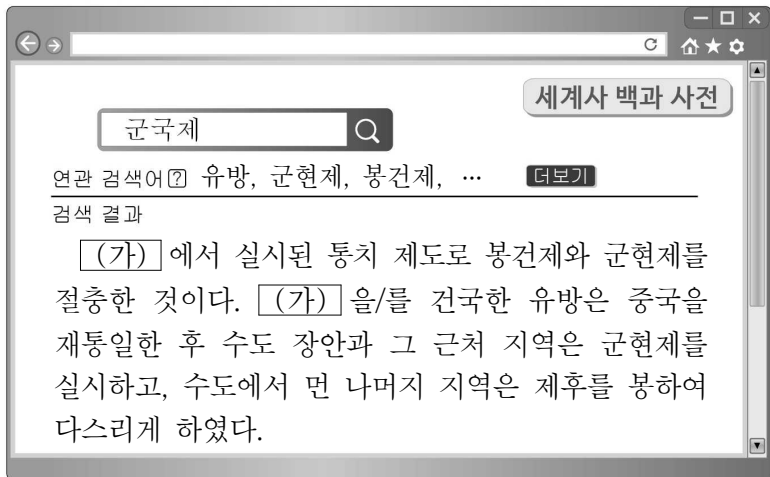 세계사 백과 사전
군국제
연관 검색어? 유방, 군현제, 봉건제, … 더보기
검색 결과
(가) 에서 실시된 통치 제도로 봉건제와 군현제를
절충한 것이다. (가) 을/를 건국한 유방은 중국을
재통일한 후 수도 장안과 그 근처 지역은 군현제를
실시하고, 수도에서 먼 나머지 지역은 제후를 봉하여
다스리게 하였다.